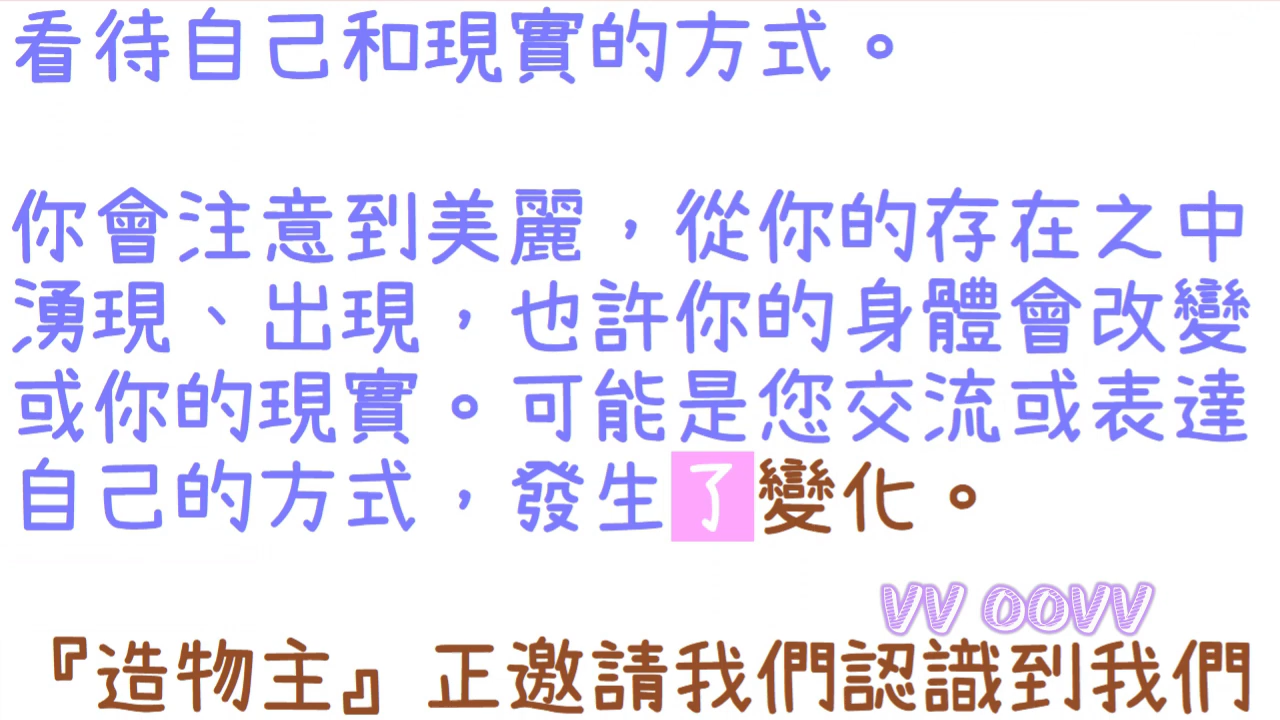 看待自己和現實的方式。
你會注意到美麗，從你的存在之中
湧現、出現，也許你的身體會改變
或你的現實。可能是您交流或表達
自己的方式，發生了變化。
VV OOVV
『造物主』正邀請我們認識到我們